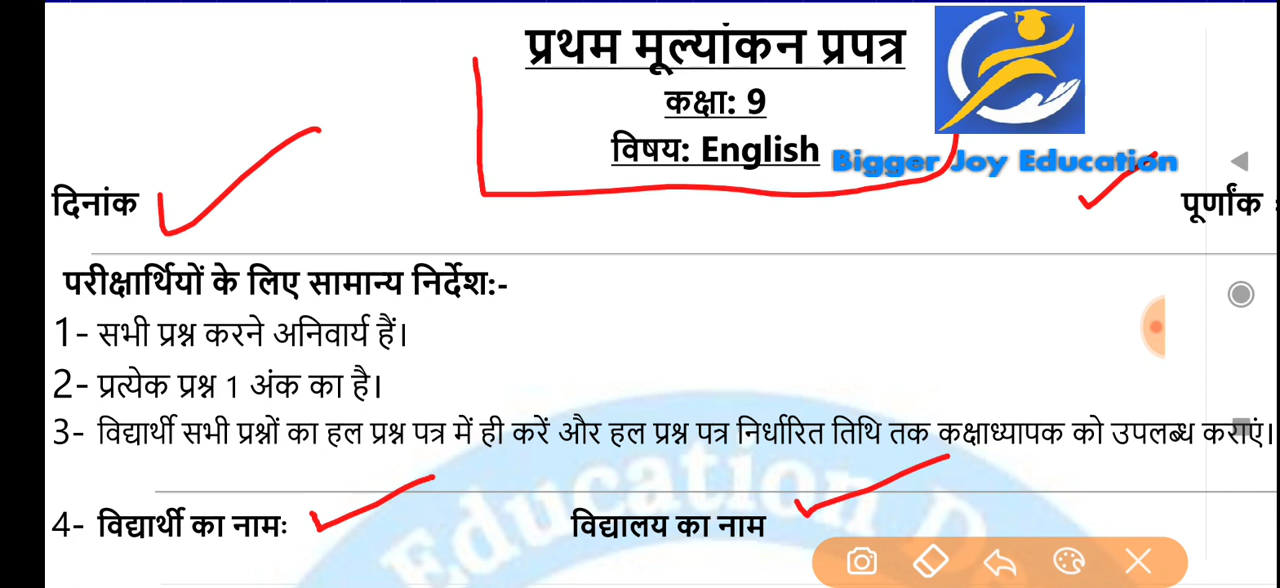 प्रथम मूल्यांकन प्रपत्र
कक्षा: 9
विषय: English
Bigger Joy Education
दिनांक
पूर्णांक :
परीक्षार्थियों के लिए सामान्य निर्देश:-
1- सभी प्रश्न करने अनिवार्य हैं।
2- प्रत्येक प्रश्न 1 अंक का है।
3- विद्यार्थी सभी प्रश्नों का हल प्रश्न पत्र में ही करें और हल प्रश्न पत्र निर्धारित तिथि तक कक्षाध्यापक को उपलब्ध कराएं।
4- विद्यार्थी का नामः विद्यालय का नाम
Education D